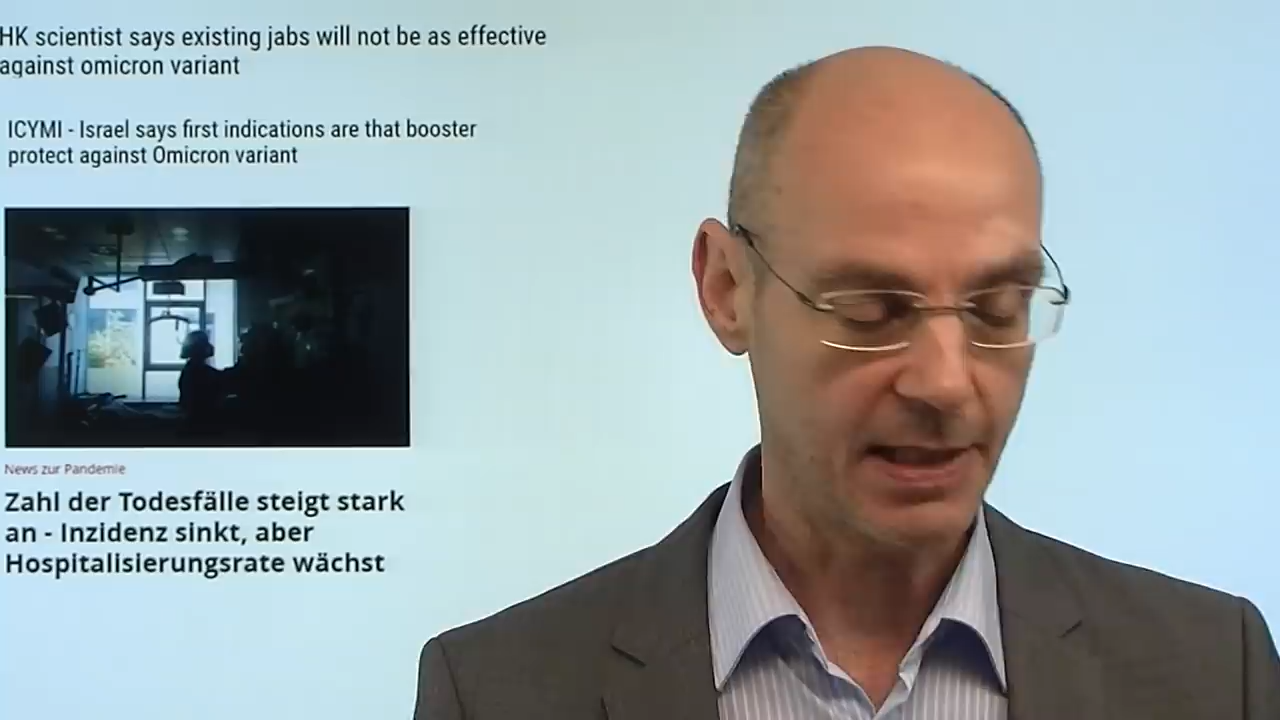 HK scientist says existing jabs will not be as effective
against omicron variant
ICYMI - Israel says first indications are that booster
protect against Omicron variant
News zur Pandemie
Zahl der Todesfälle steigt stark
an - Inzidenz sinkt, aber
Hospitalisierungsrate wächst